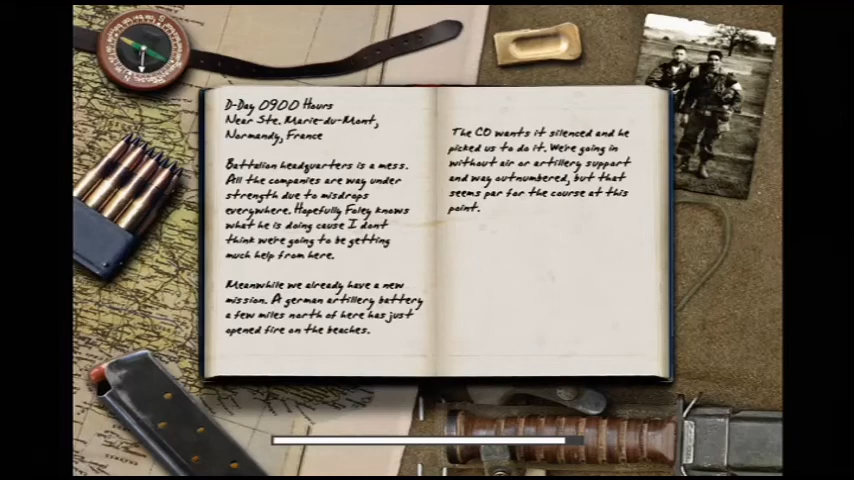 D-Day 0900 Hours
Near Ste. Marie-du-Mont,
Normandy, France
Battalion headquarters is a mess.
All the companies are way under
strength due to misdrops
everywhere. Hopefully Foley knows
what he is doing cause I dont
think we're going to be getting
much help from here.
Meanwhile we already have a new
mission. A german artillery battery
a few miles north of here has just
opened fire on the beaches.
The CO wants it silenced and he
picked us to do it. We're going in
without air or artillery support
and way outnumbered, but that
seems par for the course at this
point.